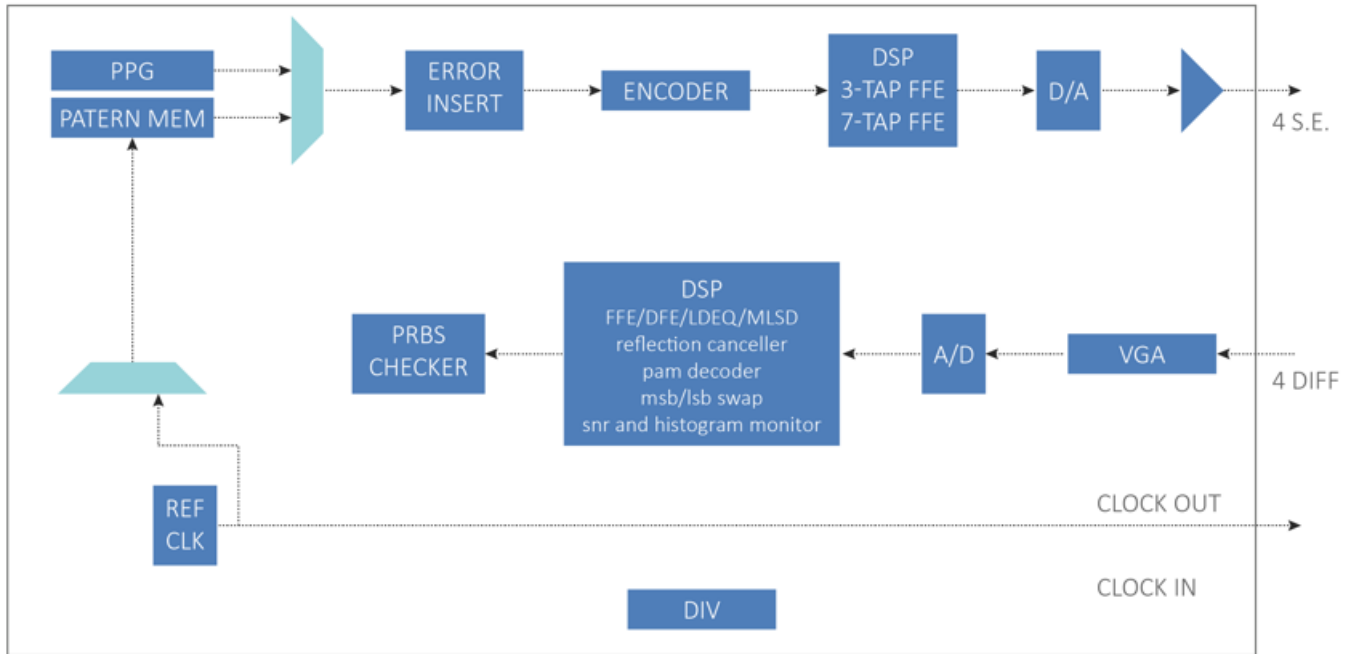 PPG
PATERN MEM
ERROR
INSERT
ENCODER
DSP
3-TAP FFE
7-TAP FFE
D/A
4 S.E.
PRBS
CHECKER
DSP
FFE/DFE/LDEQ/MLSD
reflection canceller
pam decoder
msb/lsb swap
snr and histogram monitor
A/D
VGA
4 DIFF
REF
CLK
CLOCK OUT
CLOCK IN
DIV